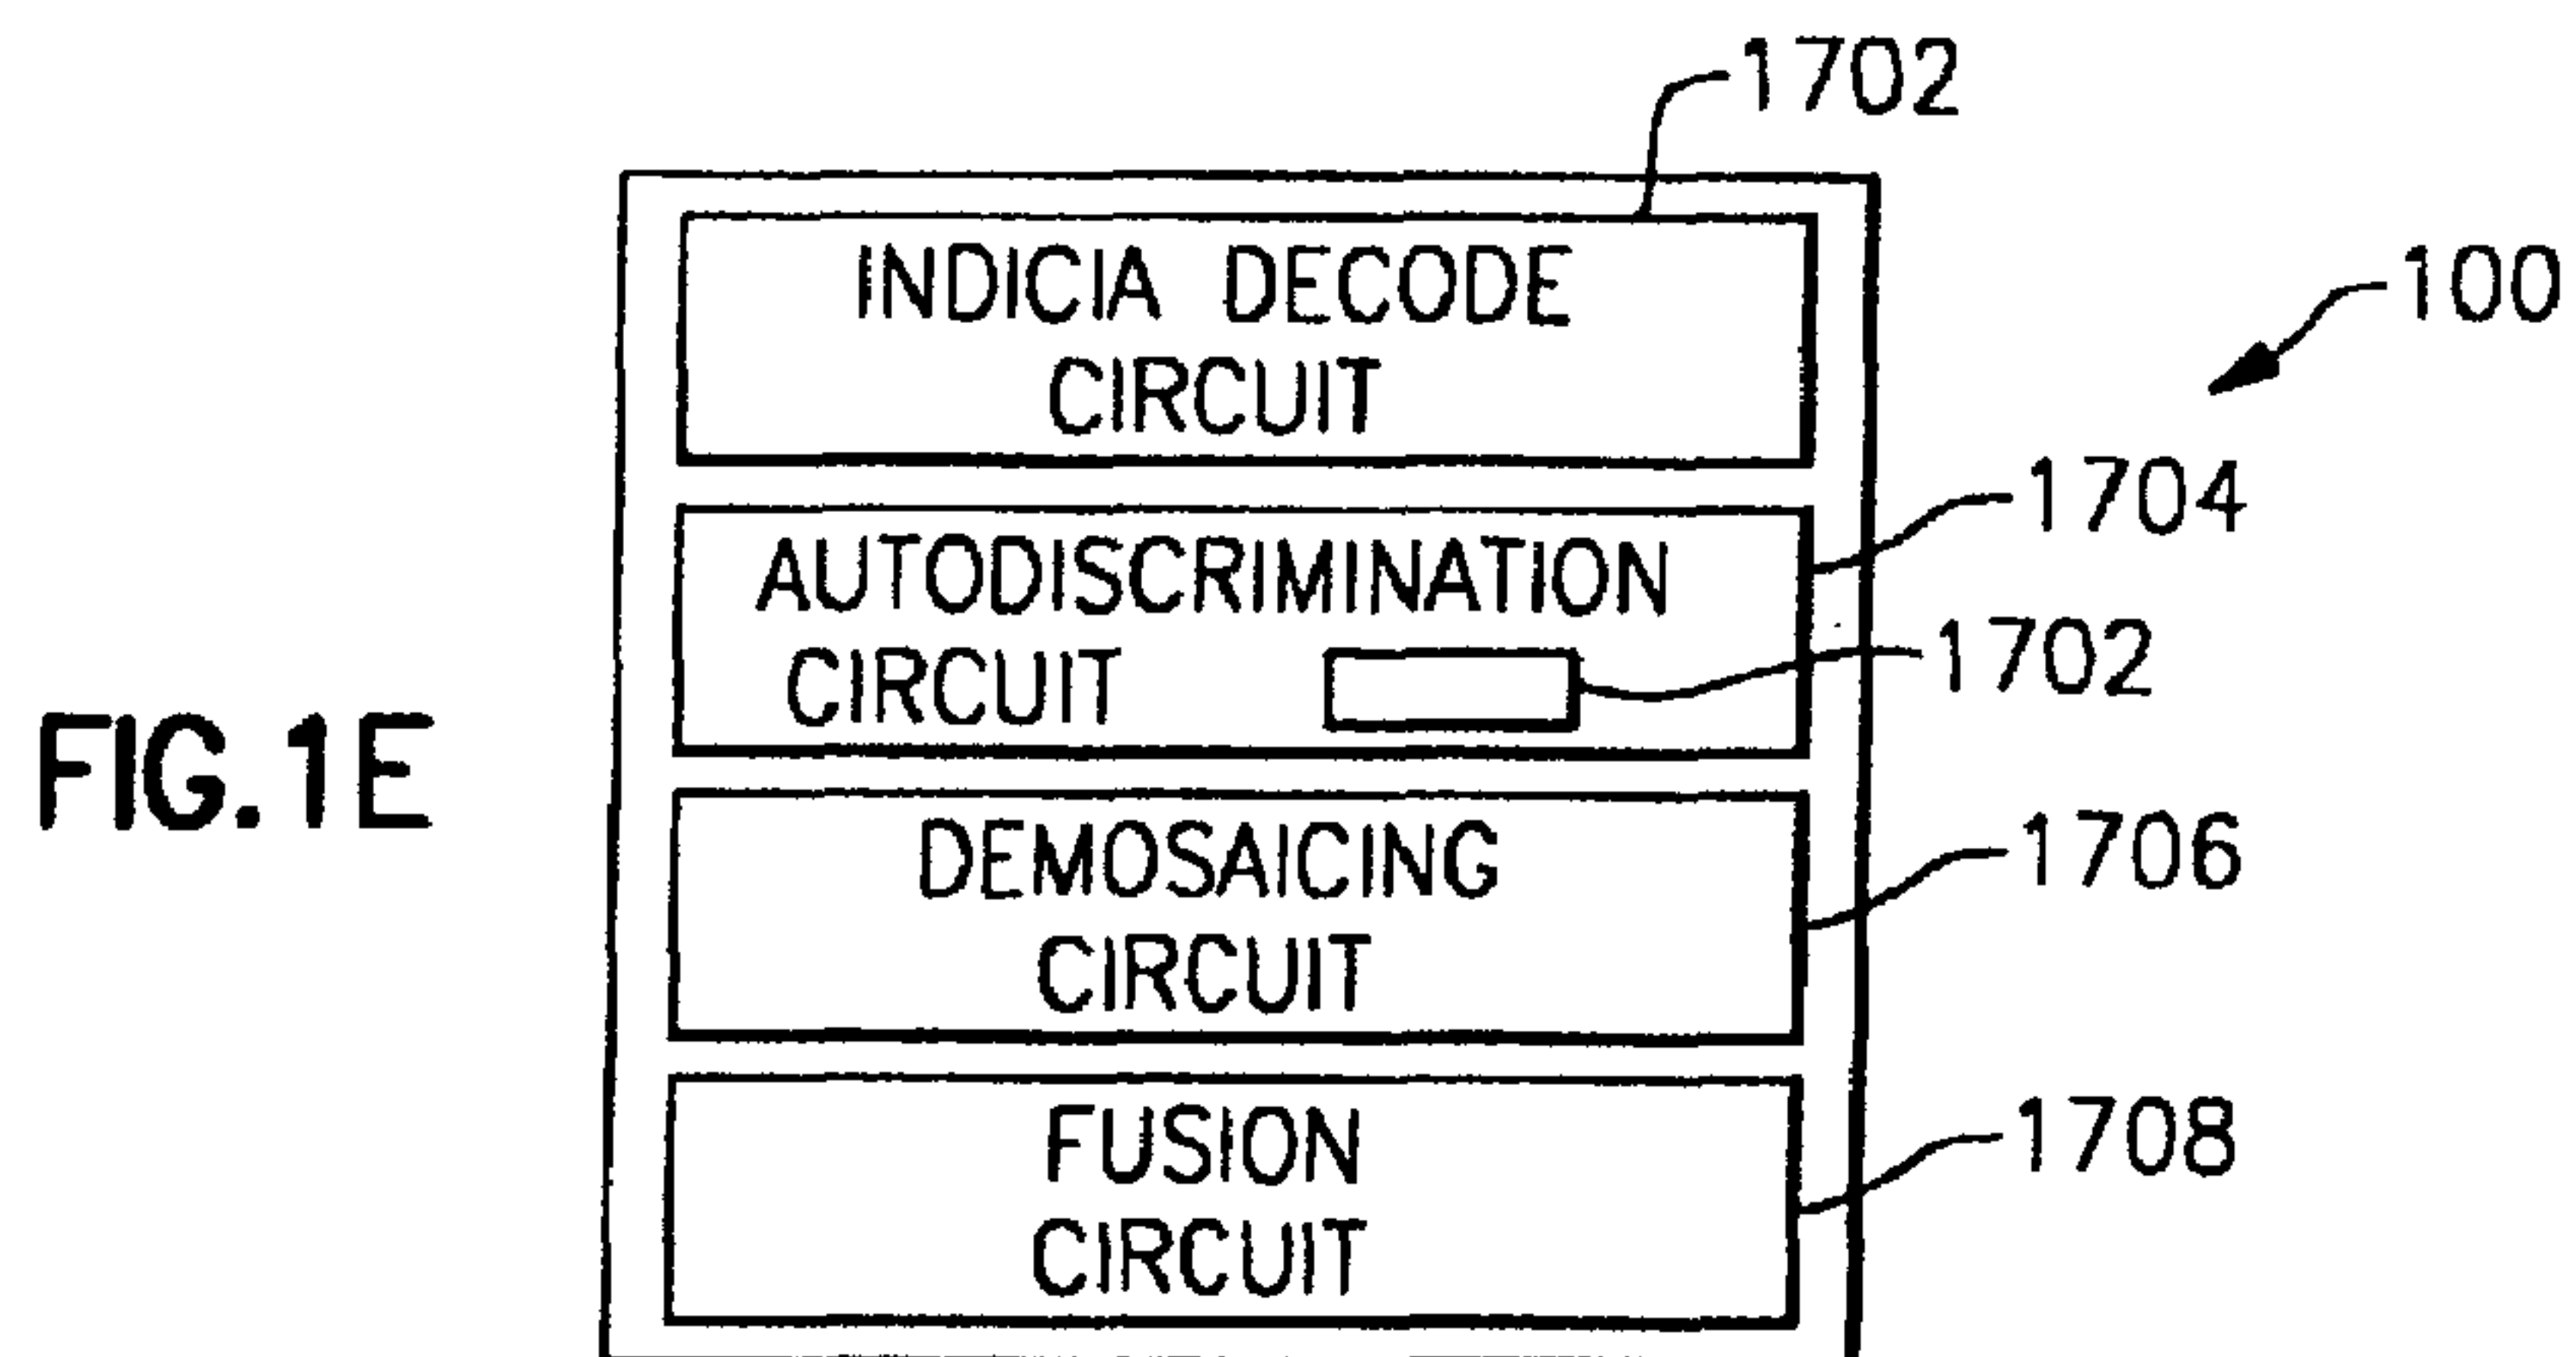 1702
INDICIA DECODE
CIRCUIT
100
1704
AUTODISCRIMINATION
CIRCUIT
1702
FIG.1E
DEMOSAICING
CIRCUIT
1706
FUSION
CIRCUIT
1708